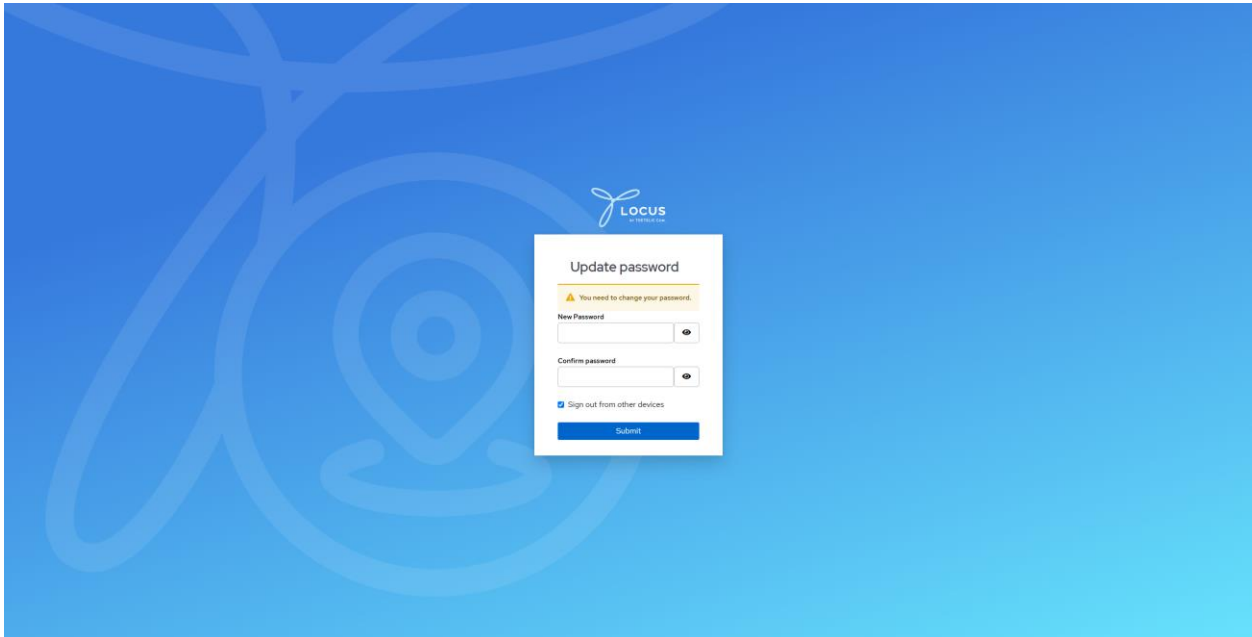 LOCUS
Update password
You need to change your password.
New Password
Confirm password
Sign out from other devices
Submit